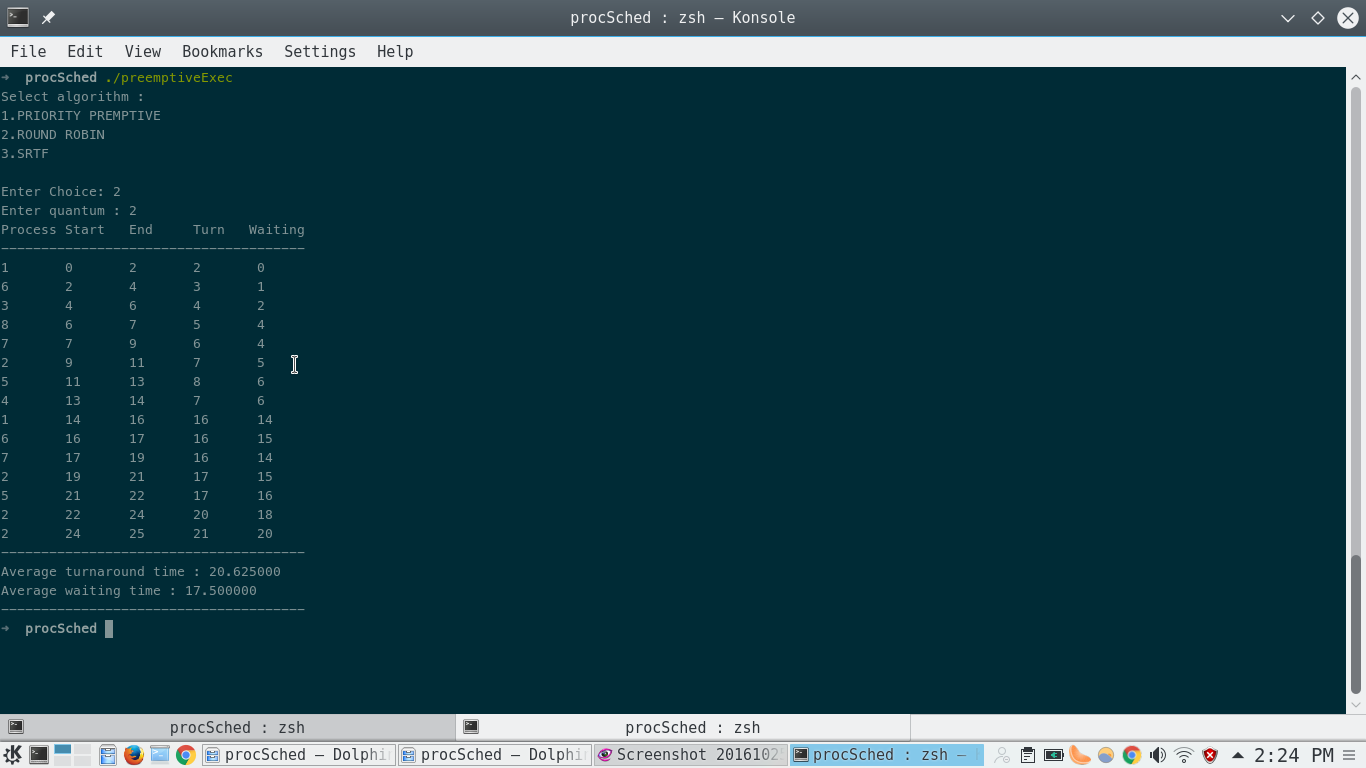 procSched : zsh — Konsole
File Edit View Bookmarks Settings Help
→ procSched ./preemptiveExec
Select algorithm :
1.PRIORITY PREMPTIVE
2.ROUND ROBIN
3.SRTF
Enter Choice: 2
Enter quantum : 2
Process Start End Turn Waiting
1 0 2 2 0
6 2 4 3 1
3 4 6 4 2
8 6 7 5 4
7 7 9 6 4
2 9 11 7 5
5 11 13 8 6
4 13 14 7 6
1 14 16 16 14
6 16 17 16 15
7 17 19 16 14
2 19 21 17 15
5 21 22 17 16
2 22 24 20 18
2 24 25 21 20
Average turnaround time : 20.625000
Average waiting time : 17.500000
→ procSched
procSched : zsh procSched : zsh
procSched — Dolphi procSched — Dolphi Screenshot 2016102 procSched : zsh — 2:24 PM